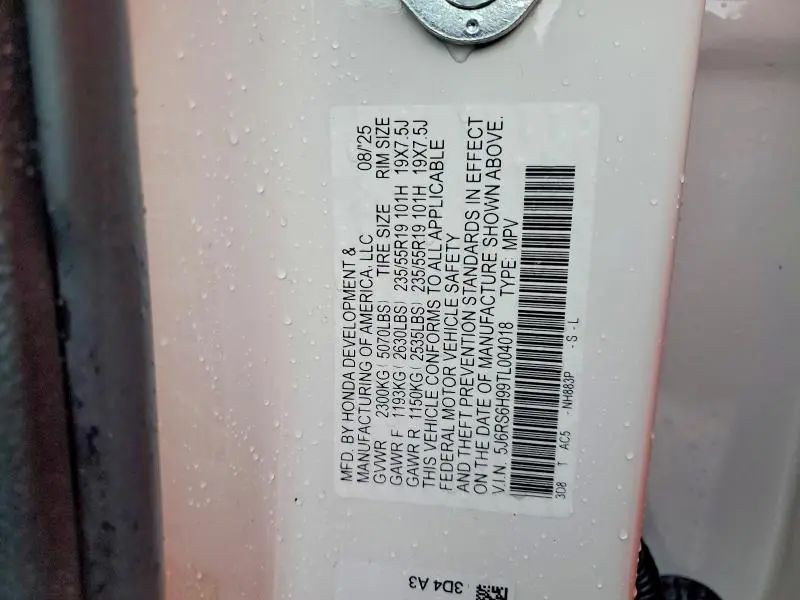 MFD. BY HONDA DEVELOPMENT &
MANUFACTURING OF AMERICA, LLC 08/'25
GVWR 2300KG ( 5070LBS) TIRE SIZE RIM SIZE
GAWR F 1193KG ( 2630LBS) 235/55R19 101H 19X7.5J
GAWR R 1150KG ( 2535LBS) 235/55R19 101H 19X7.5J
THIS VEHICLE CONFORMS TO ALL APPLICABLE
FEDERAL MOTOR VEHICLE SAFETY
AND THEFT PREVENTION STANDARDS IN EFFECT
ON THE DATE OF MANUFACTURE SHOWN ABOVE.
V.I.N. 5J6RS6H99TL004018 TYPE: MPV
3D8 T AC5 -NH883P -S -L
3D4 A3